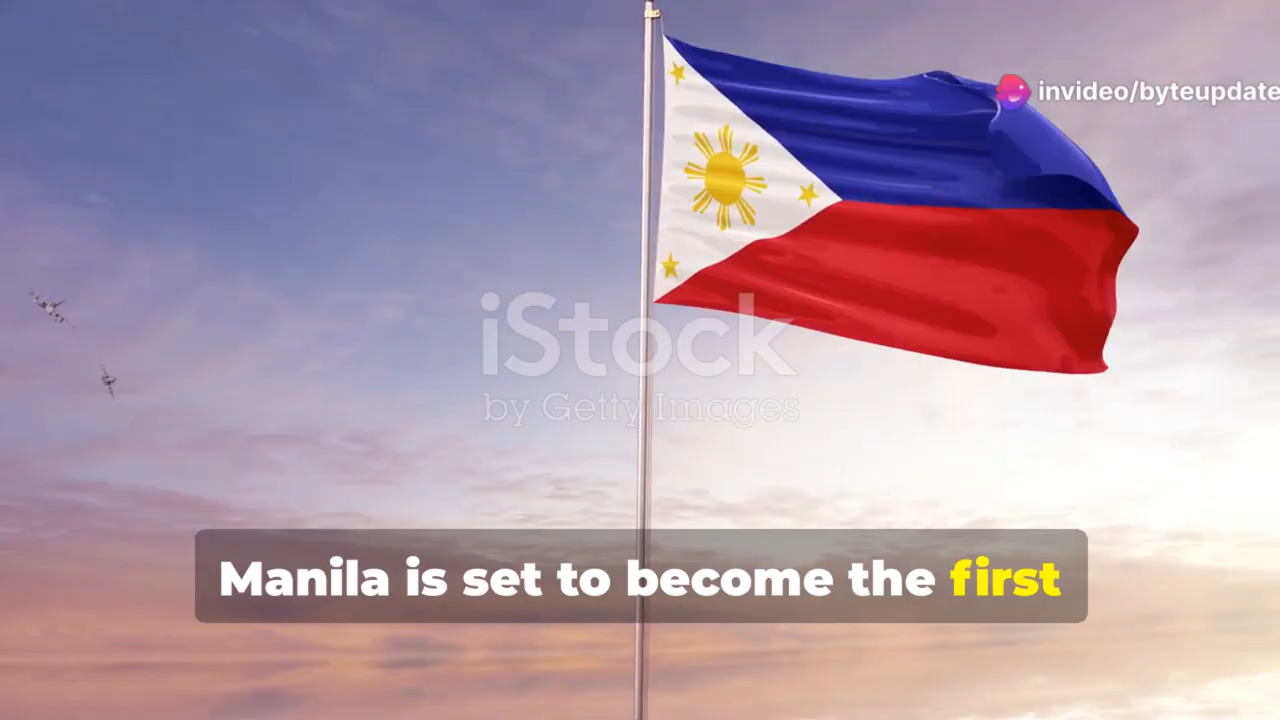 invideo/byteupdate
iStock
by Getty Images
Manila is set to become the first